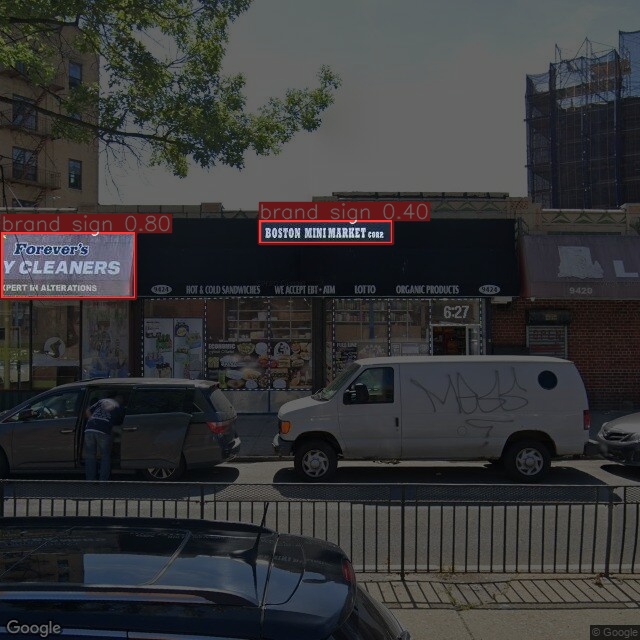 brand sign 0.80
brand sign 0.40
Forever's
Y CLEANERS
XPERT IN ALTERATIONS
BOSTON MINI MARKET CORP.
HOT & COLD SANDWICHES
WE ACCEPT EBT - ATM
LOTTO
ORGANIC PRODUCTS
6:27
Google
© Google